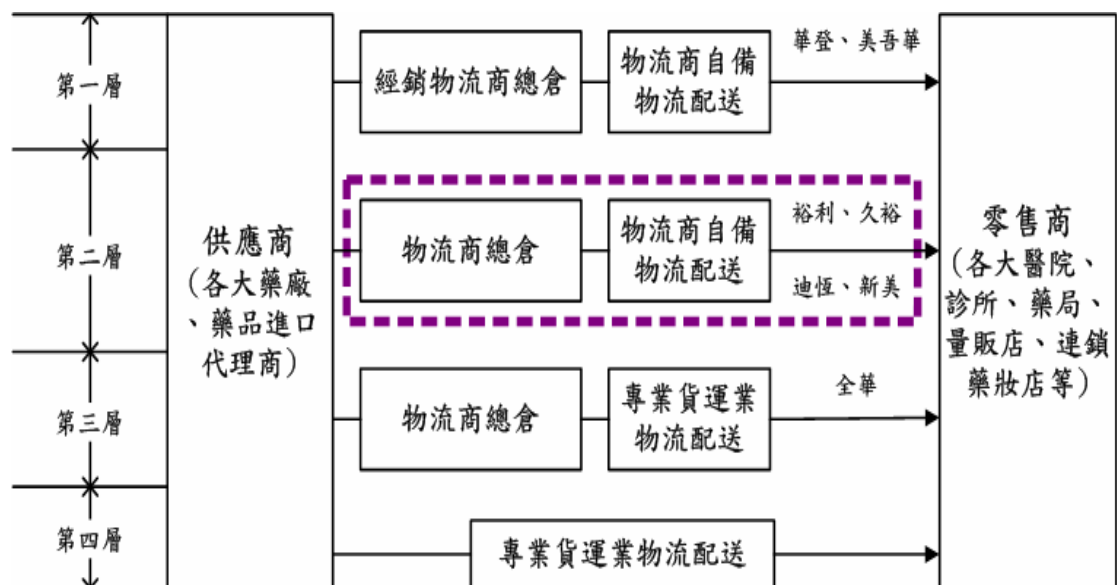 第一層
經銷物流商總倉
物流商自備
物流配送
華登、美吾華
第二層
供應商
(各大藥廠
、藥品進口
代理商)
物流商總倉
物流商自備
物流配送
裕利、久裕
迪恆、新美
零售商
(各大醫院、
診所、藥局、
量販店、連鎖
藥妝店等)
第三層
物流商總倉
專業貨運業
物流配送
全華
第四層
專業貨運業物流配送